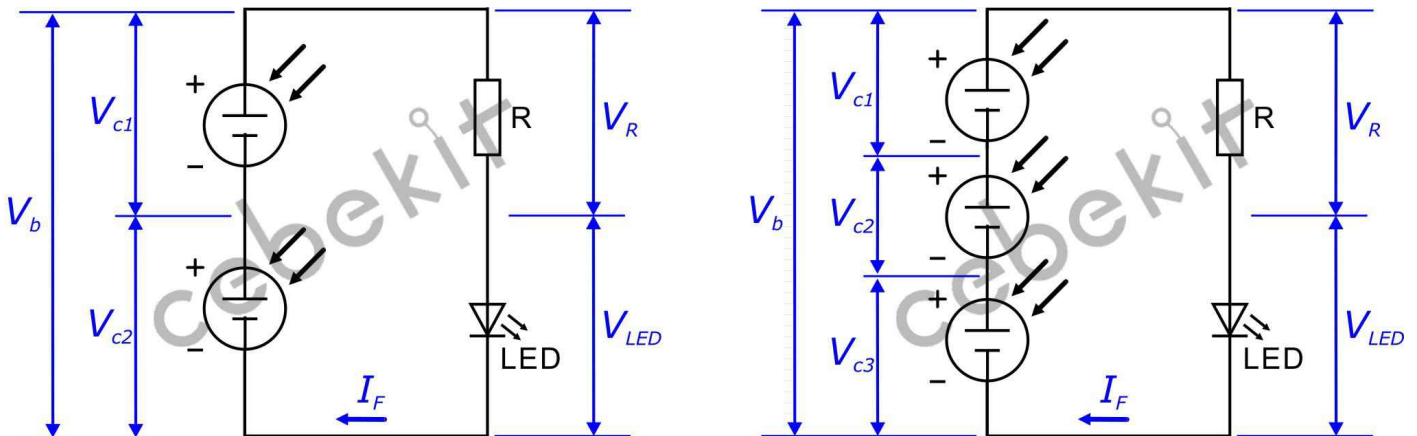 V_b
V_c1
V_c2
+
-
+
-
R
LED
I_F
V_R
V_LED
cebekit
V_b
V_c1
V_c2
V_c3
+
-
+
-
+
-
R
LED
I_F
V_R
V_LED
cebekit